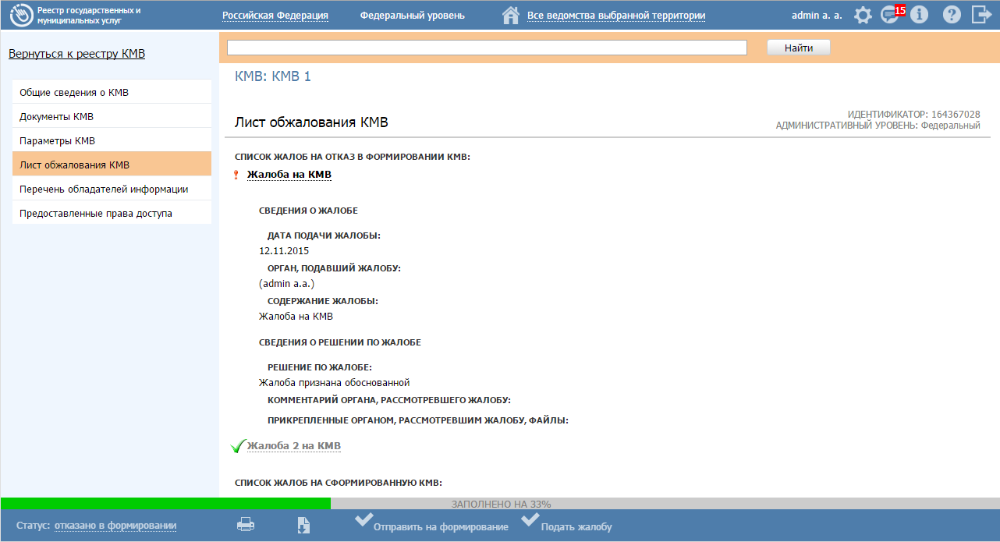 Реестр государственных и
муниципальных услуг
Российская Федерация
Федеральный уровень
Все ведомства выбранной территории
admin a. a.
15
Вернуться к реестру КМВ
Найти
Общие сведения о КМВ
Документы КМВ
Параметры КМВ
Лист обжалования КМВ
Перечень обладателей информации
Предоставленные права доступа
КМВ: КМВ 1
Лист обжалования КМВ
ИДЕНТИФИКАТОР: 164367028
АДМИНИСТРАТИВНЫЙ УРОВЕНЬ: Федеральный
СПИСОК ЖАЛОБ НА ОТКАЗ В ФОРМИРОВАНИИ КМВ:
Жалоба на КМВ
СВЕДЕНИЯ О ЖАЛОБЕ
ДАТА ПОДАЧИ ЖАЛОБЫ:
12.11.2015
ОРГАН, ПОДАВШИЙ ЖАЛОБУ:
(admin a.a.)
СОДЕРЖАНИЕ ЖАЛОБЫ:
Жалоба на КМВ
СВЕДЕНИЯ О РЕШЕНИИ ПО ЖАЛОБЕ
РЕШЕНИЕ ПО ЖАЛОБЕ:
Жалоба признана обоснованной
КОММЕНТАРИЙ ОРГАНА, РАССМОТРЕВШЕГО ЖАЛОБУ:
ПРИКРЕПЛЕННЫЕ ОРГАНОМ, РАССМОТРЕВШИМ ЖАЛОБУ, ФАЙЛЫ:
Жалоба 2 на КМВ
СПИСОК ЖАЛОБ НА СФОРМИРОВАННУЮ КМВ:
ЗАПОЛНЕНО НА 33%
Статус: отказано в формировании
Отправить на формирование
Подать жалобу